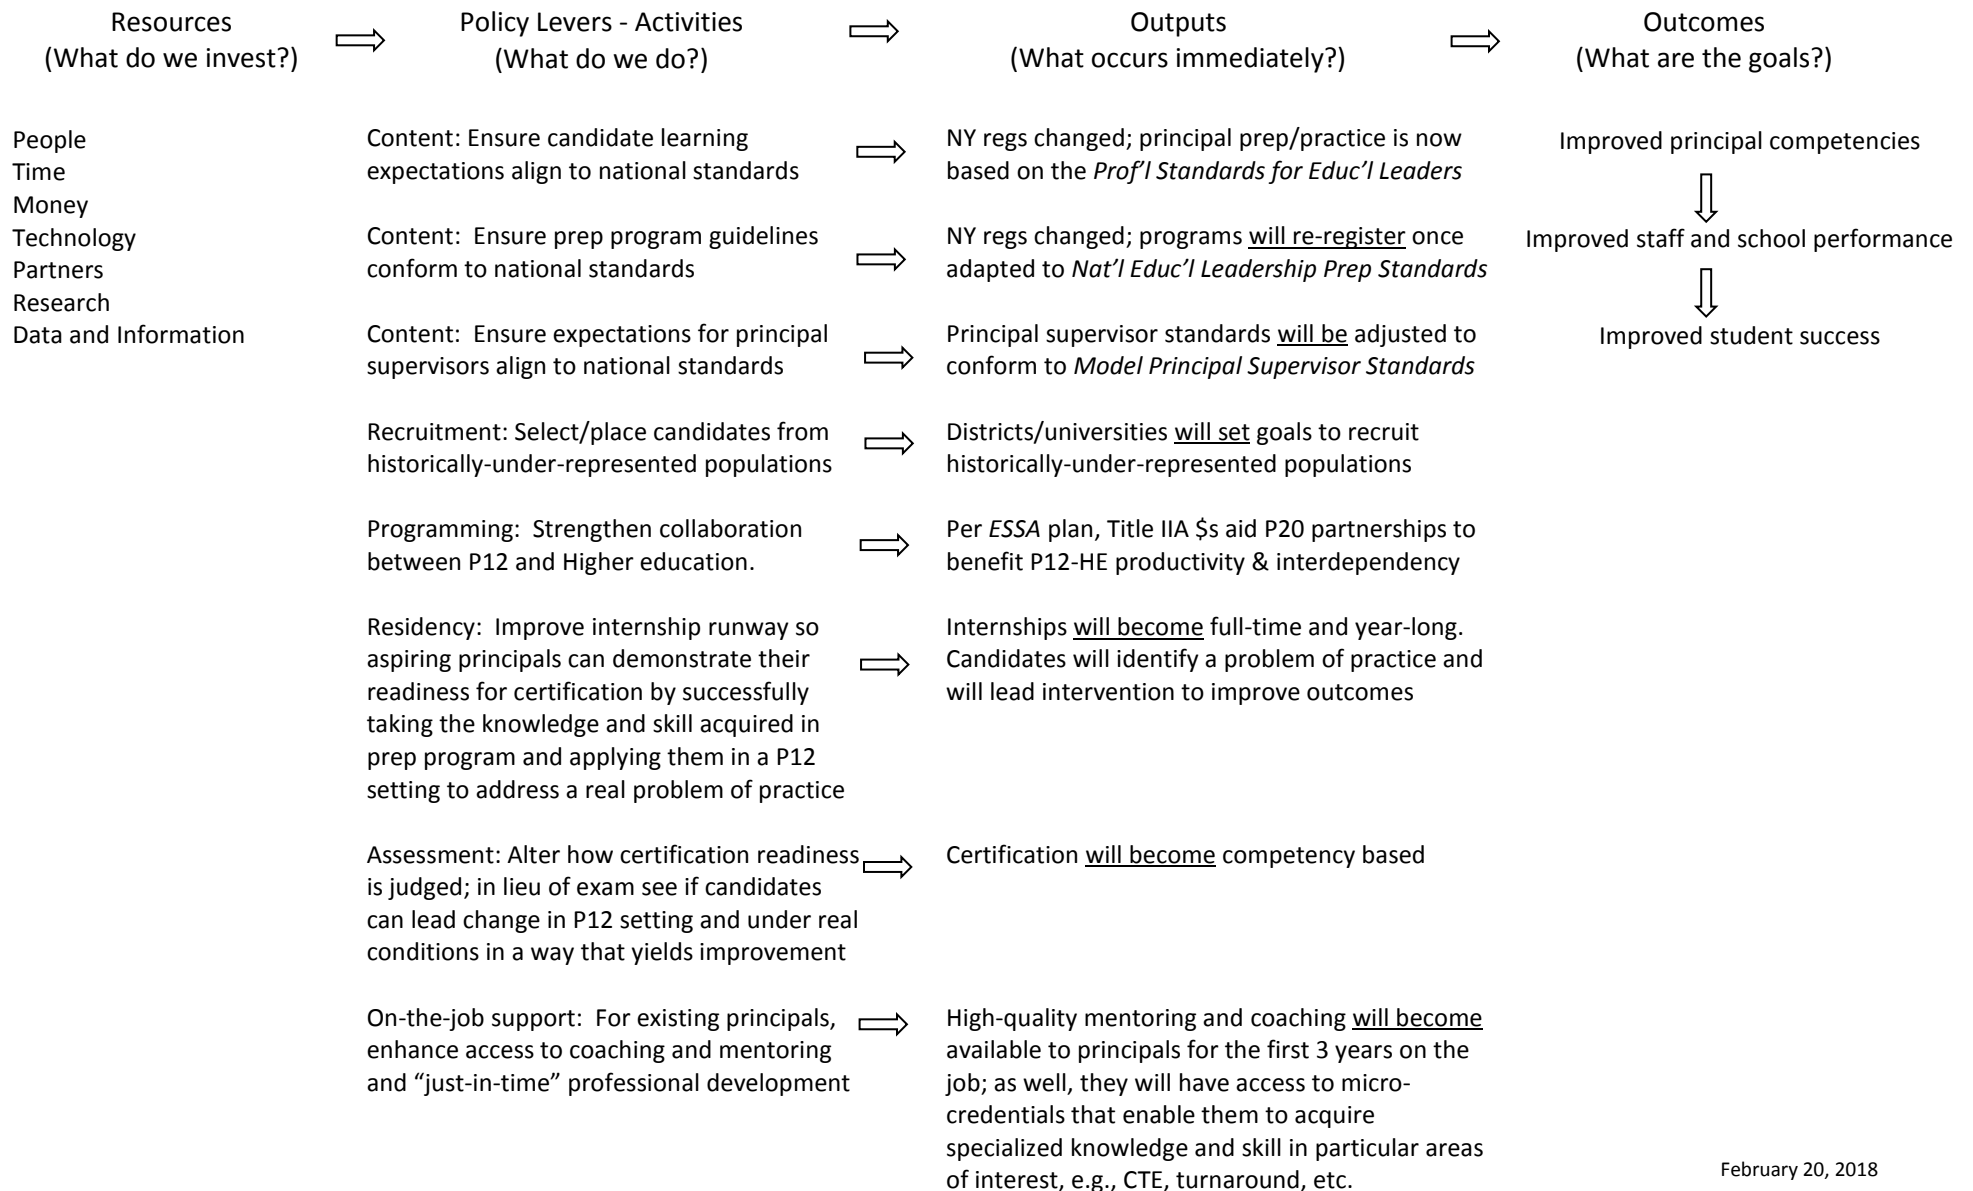 Resources
(What do we invest?)
Policy Levers - Activities
(What do we do?)
Outputs
(What occurs immediately?)
Outcomes
(What are the goals?)
People
Time
Money
Technology
Partners
Research
Data and Information
Content: Ensure candidate learning
expectations align to national standards
NY regs changed; principal prep/practice is now
based on the Prof’l Standards for Educ’l Leaders
Content:  Ensure prep program guidelines
conform to national standards
NY regs changed; programs will re-register once
adapted to Nat’l Educ’l Leadership Prep Standards
Content:  Ensure expectations for principal
supervisors align to national standards
Principal supervisor standards will be adjusted to
conform to Model Principal Supervisor Standards
Recruitment: Select/place candidates from
historically-under-represented populations
Districts/universities will set goals to recruit
historically-under-represented populations
Programming:  Strengthen collaboration
between P12 and Higher education.
Per ESSA plan, Title IIA $s aid P20 partnerships to
benefit P12-HE productivity & interdependency
Residency:  Improve internship runway so
aspiring principals can demonstrate their
readiness for certification by successfully
taking the knowledge and skill acquired in
prep program and applying them in a P12
setting to address a real problem of practice
Internships will become full-time and year-long.
Candidates will identify a problem of practice and
will lead intervention to improve outcomes
Assessment: Alter how certification readiness
is judged; in lieu of exam see if candidates
can lead change in P12 setting and under real
conditions in a way that yields improvement
Certification will become competency based
On-the-job support:  For existing principals,
enhance access to coaching and mentoring
and “just-in-time” professional development
High-quality mentoring and coaching will become
available to principals for the first 3 years on the
job; as well, they will have access to micro-
credentials that enable them to acquire
specialized knowledge and skill in particular areas
of interest, e.g., CTE, turnaround, etc.
Improved principal competencies
Improved staff and school performance
Improved student success
February 20, 2018